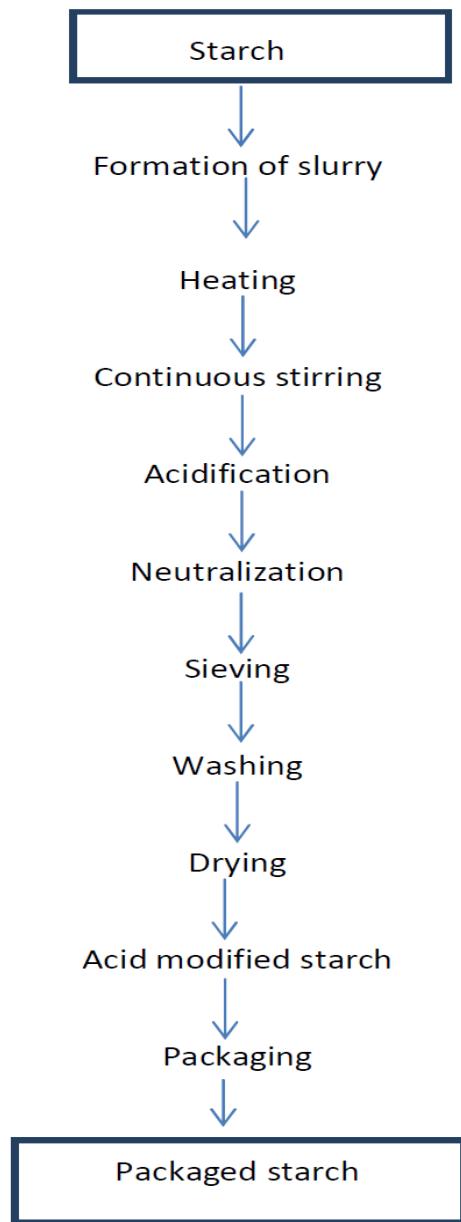 Starch
Formation of slurry
Heating
Continuous stirring
Acidification
Neutralization
Sieving
Washing
Drying
Acid modified starch
Packaging
Packaged starch